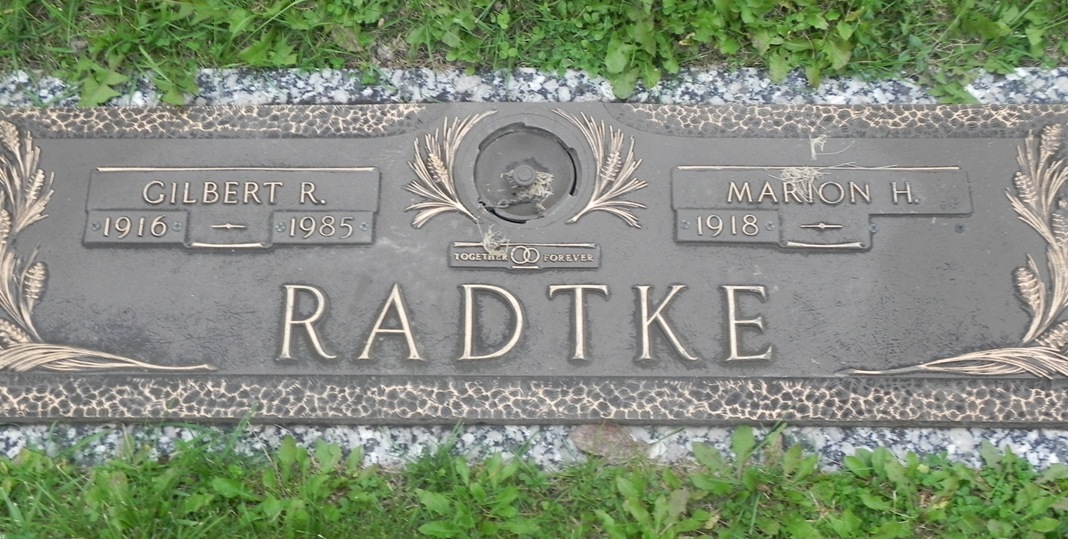 GILBERT R.
1916 1985
MARION H.
1918
TOGETHER FOREVER
RADTKE